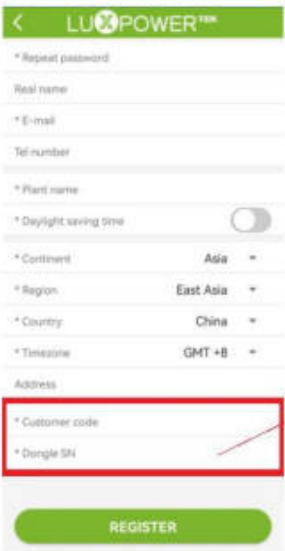 LUXPOWERTEK
* Repeat password
Real name
* E-mail
Tel number
* Plant name
* Daylight saving time
* Continent Asia
* Region East Asia
* Country China
* Timezone GMT +8
Address
* Customer code
* Dongle SN
REGISTER